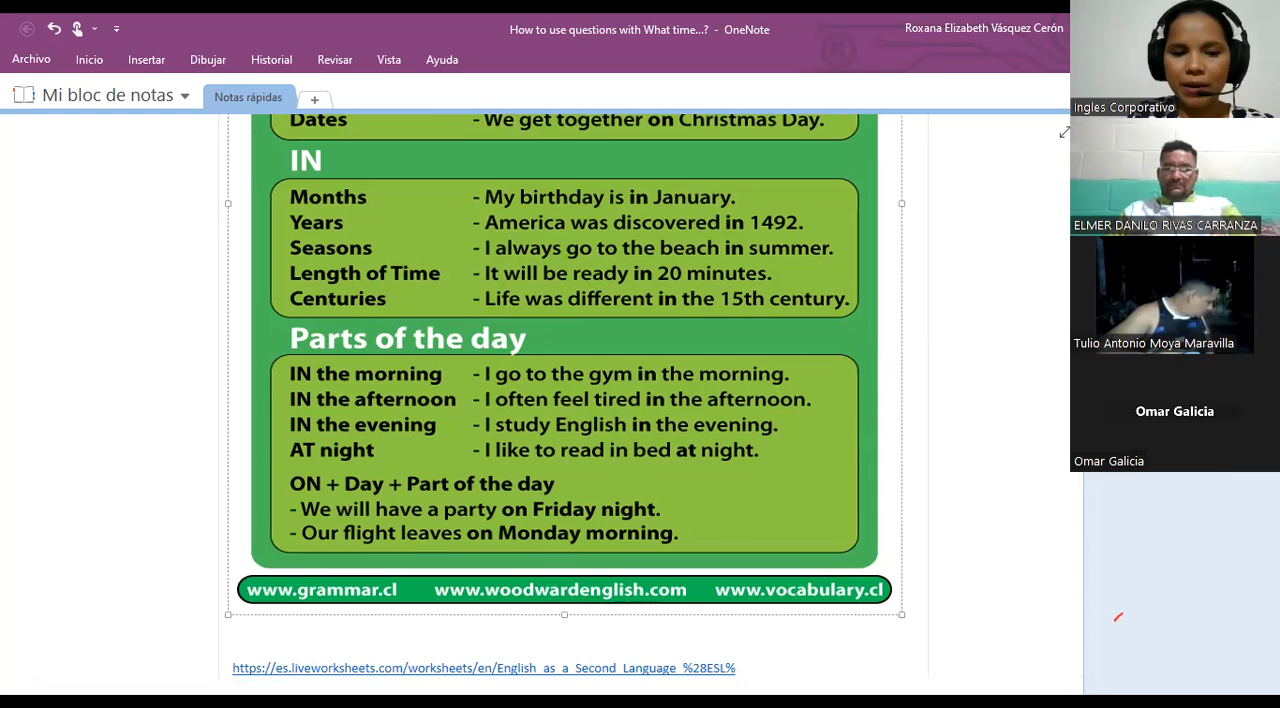 How to use questions with What time...? - OneNote
Roxana Elizabeth Vásquez Cerón
Archivo Inicio Insertar Dibujar Historial Revisar Vista Ayuda
Mi bloc de notas Notas rápidas
Dates - We get together on Christmas Day.
IN
Months - My birthday is in January.
Years - America was discovered in 1492.
Seasons - I always go to the beach in summer.
Length of Time - It will be ready in 20 minutes.
Centuries - Life was different in the 15th century.
Parts of the day
IN the morning - I go to the gym in the morning.
IN the afternoon - I often feel tired in the afternoon.
IN the evening - I study English in the evening.
AT night - I like to read in bed at night.
ON + Day + Part of the day
- We will have a party on Friday night.
- Our flight leaves on Monday morning.
www.grammar.cl www.woodwardenglish.com www.vocabulary.cl
https://es.liveworksheets.com/worksheets/en/English_as_a_Second_Language_%28ESL%
Ingles Corporativo
ELMER DANILO RIVAS CARRANZA
Tulio Antonio Moya Maravilla
Omar Galicia
Omar Galicia